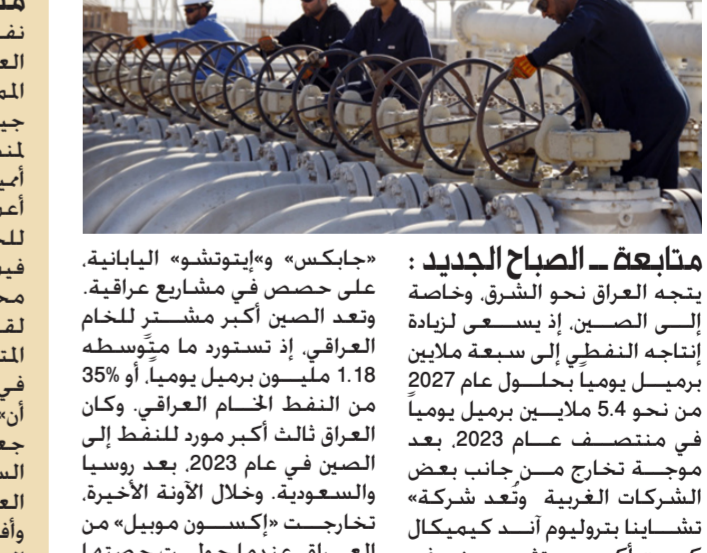 متابعة ــ الصباح الجديد :
يتجه العراق نحو الشرق، وخاصة
إلى الصين، إذ يسعى لزيادة
إنتاجه النفطي إلى سبعة ملايين
برميل يومياً بحلول عام 2027
من نحو 5.4 ملايين برميل يومياً
في منتصف عام 2023، بعد
موجة تخارج من جانب بعض
الشركات الغربية وتُعد شركة»
تشاينا بتروليوم آند كيميكال
«جابكس» و»إيتوتشو» اليابانية،
على حصص في مشاريع عراقية.
وتعد الصين أكبر مشترٍ للخام
العراقي، إذ تستورد ما متوسطه
1.18 مليون برميل يومياً، أو 35%
من النفط الخام العراقي. وكان
العراق ثالث أكبر مورد للنفط إلى
الصين في عام 2023، بعد روسيا
والسعودية. وخلال الآونة الأخيرة،
تخارجت «إكسون موبيل» من